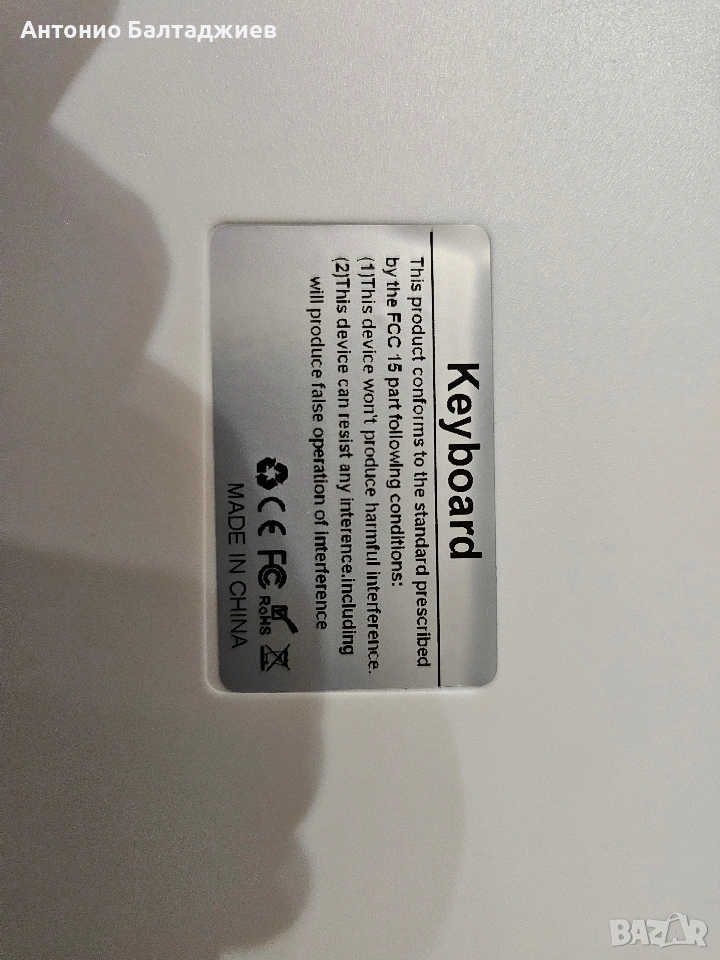 Антонио Балтаджиев
Keyboard
This product conforms to the standard prescribed
by the FCC 15 part following conditions:
(1)This device won't produce harmful interference.
(2)This device can resist any interence.including
will produce false operation of interference
CE FC RoHS
MADE IN CHINA
BAZAR